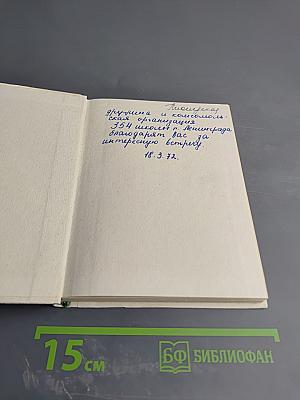 Пионерская
дружина и комсомоль-
ская организация
354 школы г. Ленинграда
благодарят вас за
интересную встречу.
18.3.72.
15 см
БФ БИБЛИОФАН